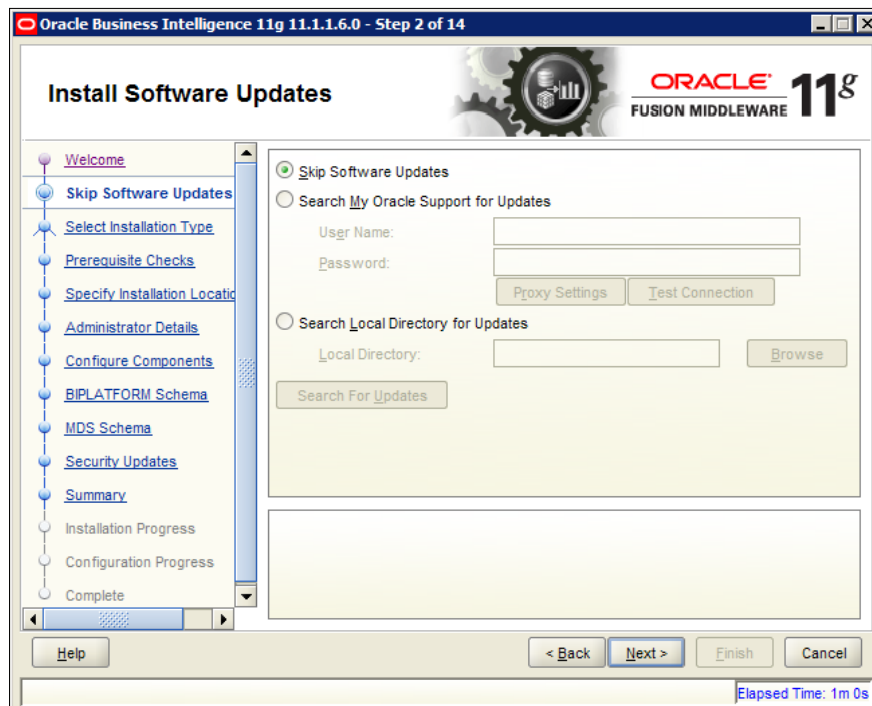 Oracle Business Intelligence 11g 11.1.1.6.0 - Step 2 of 14
Install Software Updates
ORACLE
FUSION MIDDLEWARE
11g
Welcome
Skip Software Updates
Select Installation Type
Prerequisite Checks
Specify Installation Locatio
Administrator Details
Configure Components
BIPLATFORM Schema
MDS Schema
Security Updates
Summary
Installation Progress
Configuration Progress
Complete
Skip Software Updates
Search My Oracle Support for Updates
User Name:
Password:
Proxy Settings
Test Connection
Search Local Directory for Updates
Local Directory:
Browse
Search For Updates
Help
< Back
Next >
Finish
Cancel
Elapsed Time: 1m 0s